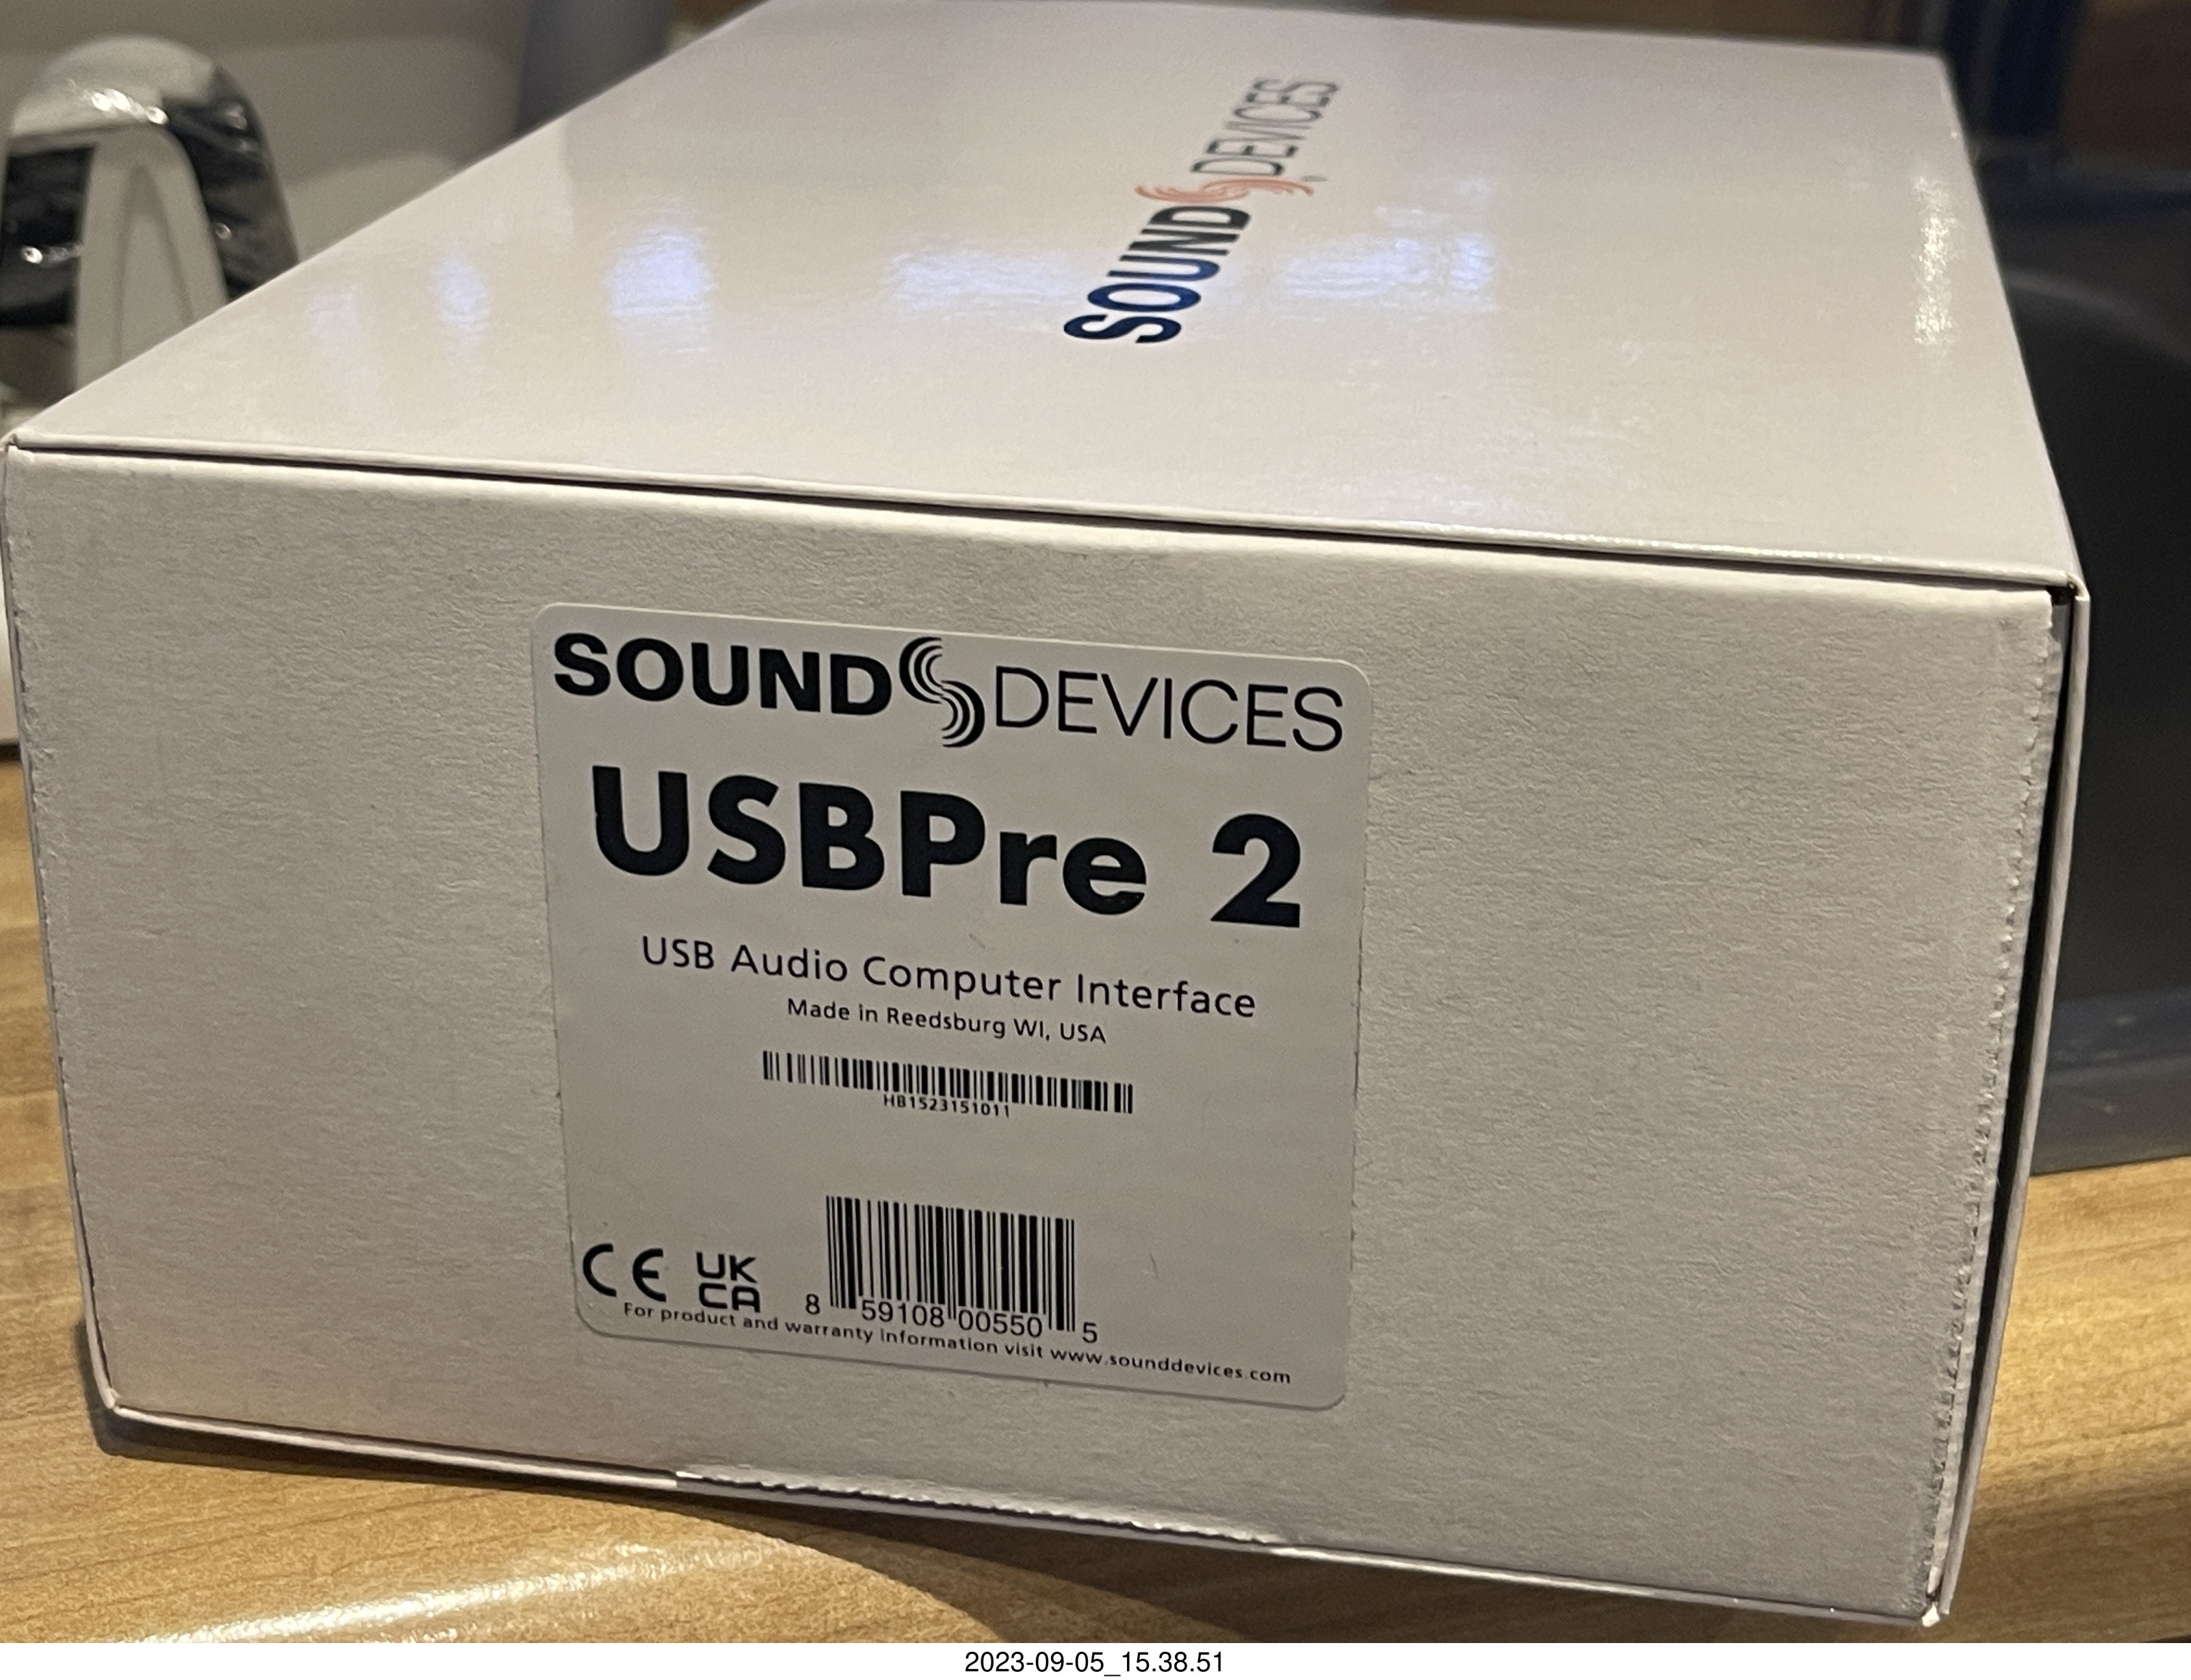 SOUND DEVICES
SOUND DEVICES
USBPre 2
USB Audio Computer Interface
Made in Reedsburg WI, USA
HB1523151011
CE UK
CA
8 59108 00550 5
For product and warranty information visit www.sounddevices.com
2023-09-05_15.38.51